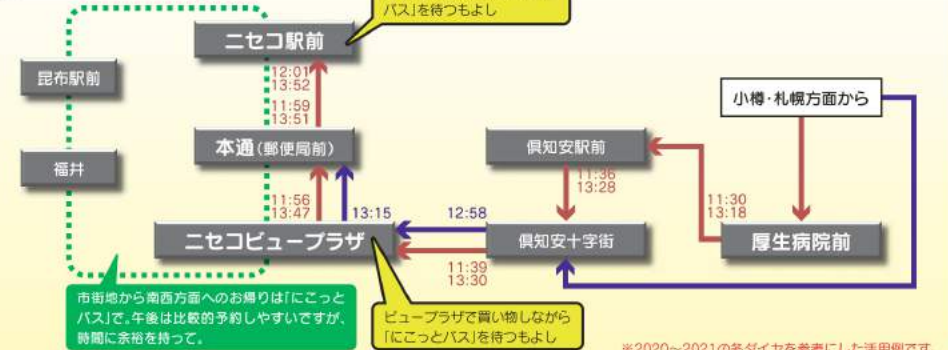 バス」を待つもよし
ニセコ駅前
昆布駅前
12:01
13:52
小樽・札幌方面から
11:59
13:51
本通(郵便局前)
倶知安駅前
福井
11:36
13:28
11:56
13:47
13:15
12:58
11:30
13:18
ニセコビュープラザ
倶知安十字街
厚生病院前
11:39
13:30
市街地から南西方面へのお帰りは「にこっと
バス」で。午後は比較的予約しやすいですが、
時間に余裕を持って。
ビュープラザで買い物しながら
「にこっとバス」を待つもよし
※2020~2021の各ダイヤを参考にした活用例です